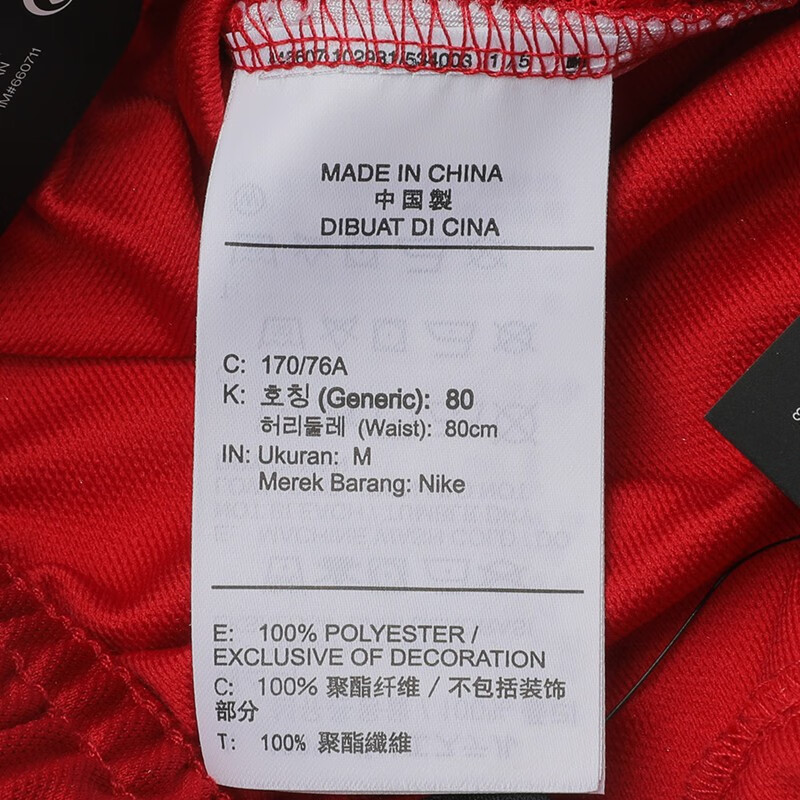 IM#660711
MADE IN CHINA
中国製
DIBUAT DI CINA
C: 170/76A
K: 호칭 (Generic): 80
허리둘레 (Waist): 80cm
IN: Ukuran: M
Merek Barang: Nike
E: 100% POLYESTER /
EXCLUSIVE OF DECORATION
C: 100% 聚酯纤维 / 不包括装饰
部分
T: 100% 聚酯纖維